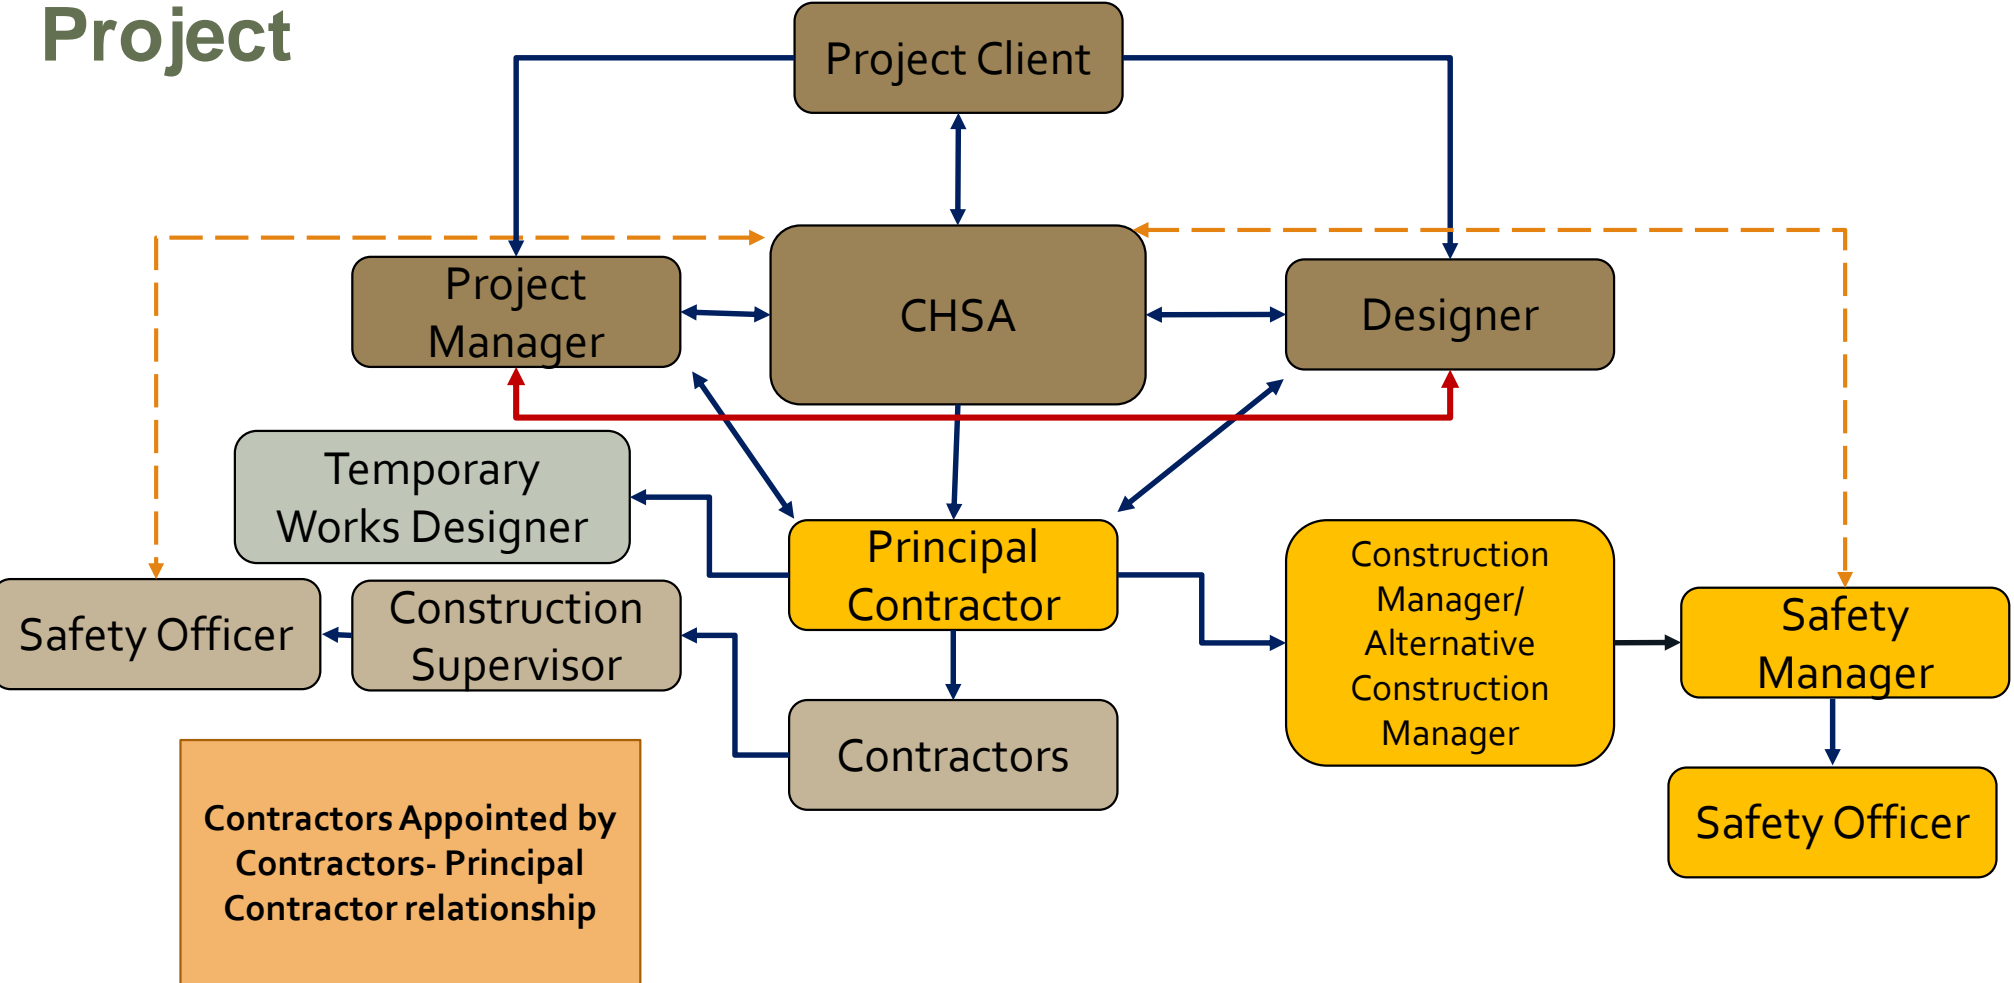 Project
Project Client
Project
Manager
CHSA
Designer
Temporary
Works Designer
Principal
Contractor
Construction
Manager/
Alternative
Construction
Manager
Safety Officer
Construction
Supervisor
Safety
Manager
Contractors
Safety Officer
Contractors Appointed by
Contractors- Principal
Contractor relationship